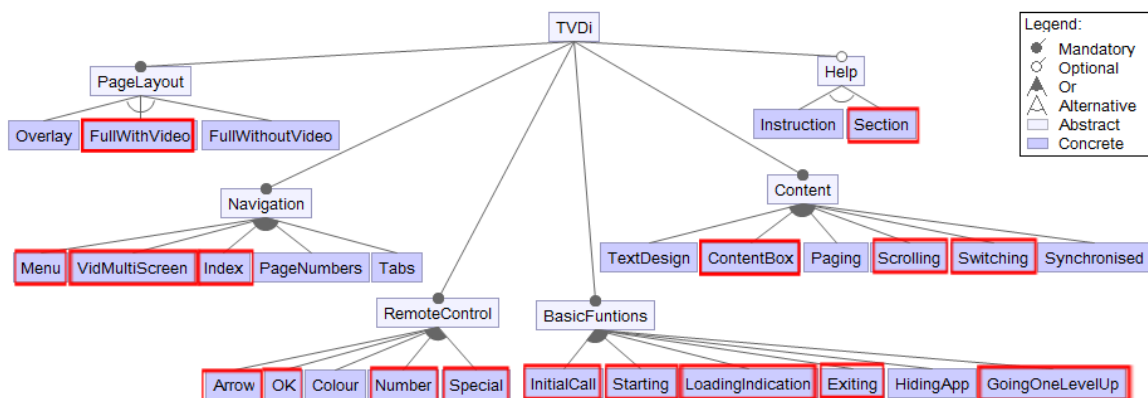 TVDi
Legend:
Mandatory
Optional
Or
Alternative
Abstract
Concrete
PageLayout
Help
Overlay FullWithVideo FullWithoutVideo
Instruction Section
Navigation
Content
Menu VidMultiScreen Index PageNumbers Tabs
TextDesign ContentBox Paging Scrolling Switching Synchronised
RemoteControl
BasicFuntions
Arrow OK Colour Number Special
InitialCall Starting LoadingIndication Exiting HidingApp GoingOneLevelUp